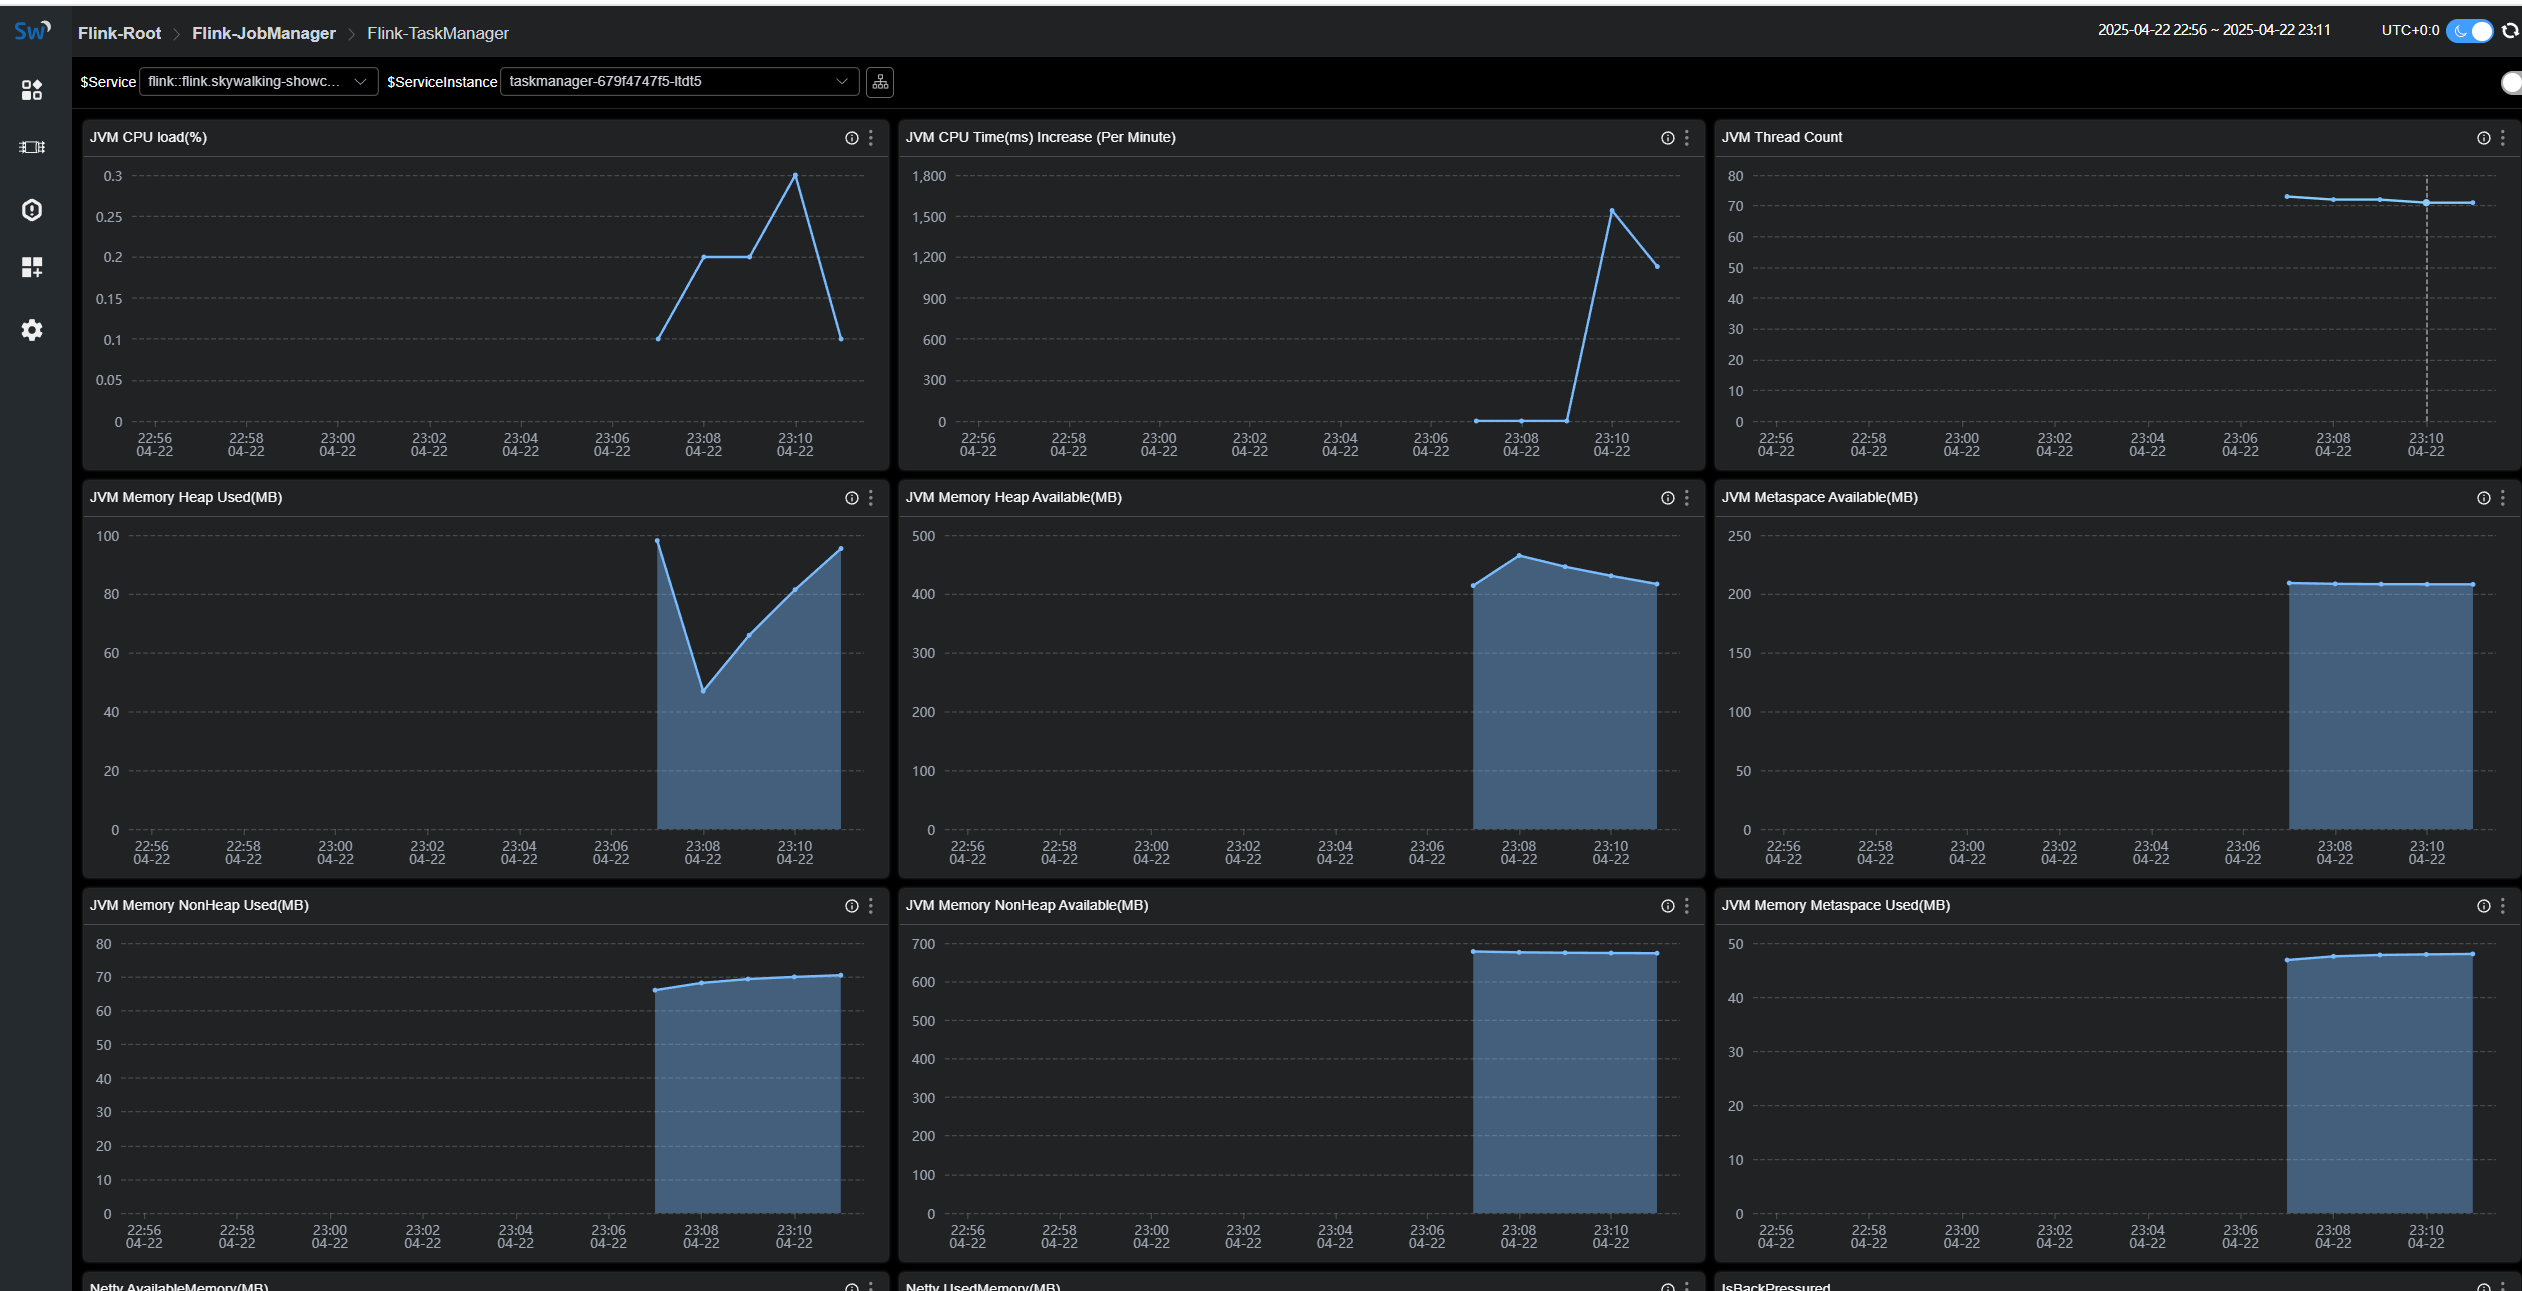 Sw
Flink-Root > Flink-JobManager > Flink-TaskManager
2025-04-22 22:56 ~ 2025-04-22 23:11
UTC+0:0
$Service flink::flink.skywalking-showc... $ServiceInstance taskmanager-679f4747f5-ltdt5
JVM CPU load(%)
0.3
0.25
0.2
0.15
0.1
0.05
0
22:56 22:58 23:00 23:02 23:04 23:06 23:08 23:10
04-22 04-22 04-22 04-22 04-22 04-22 04-22 04-22
JVM CPU Time(ms) Increase (Per Minute)
1,800
1,500
1,200
900
600
300
0
22:56 22:58 23:00 23:02 23:04 23:06 23:08 23:10
04-22 04-22 04-22 04-22 04-22 04-22 04-22 04-22
JVM Thread Count
80
70
60
50
40
30
20
10
0
22:56 22:58 23:00 23:02 23:04 23:06 23:08 23:10
04-22 04-22 04-22 04-22 04-22 04-22 04-22 04-22
JVM Memory Heap Used(MB)
100
80
60
40
20
0
22:56 22:58 23:00 23:02 23:04 23:06 23:08 23:10
04-22 04-22 04-22 04-22 04-22 04-22 04-22 04-22
JVM Memory Heap Available(MB)
500
400
300
200
100
0
22:56 22:58 23:00 23:02 23:04 23:06 23:08 23:10
04-22 04-22 04-22 04-22 04-22 04-22 04-22 04-22
JVM Metaspace Available(MB)
250
200
150
100
50
0
22:56 22:58 23:00 23:02 23:04 23:06 23:08 23:10
04-22 04-22 04-22 04-22 04-22 04-22 04-22 04-22
JVM Memory NonHeap Used(MB)
80
70
60
50
40
30
20
10
0
22:56 22:58 23:00 23:02 23:04 23:06 23:08 23:10
04-22 04-22 04-22 04-22 04-22 04-22 04-22 04-22
JVM Memory NonHeap Available(MB)
700
600
500
400
300
200
100
0
22:56 22:58 23:00 23:02 23:04 23:06 23:08 23:10
04-22 04-22 04-22 04-22 04-22 04-22 04-22 04-22
JVM Memory Metaspace Used(MB)
50
40
30
20
10
0
22:56 22:58 23:00 23:02 23:04 23:06 23:08 23:10
04-22 04-22 04-22 04-22 04-22 04-22 04-22 04-22
Netty AvailableMemory(MB)
Netty UsedMemory(MB)
IsBackPressured